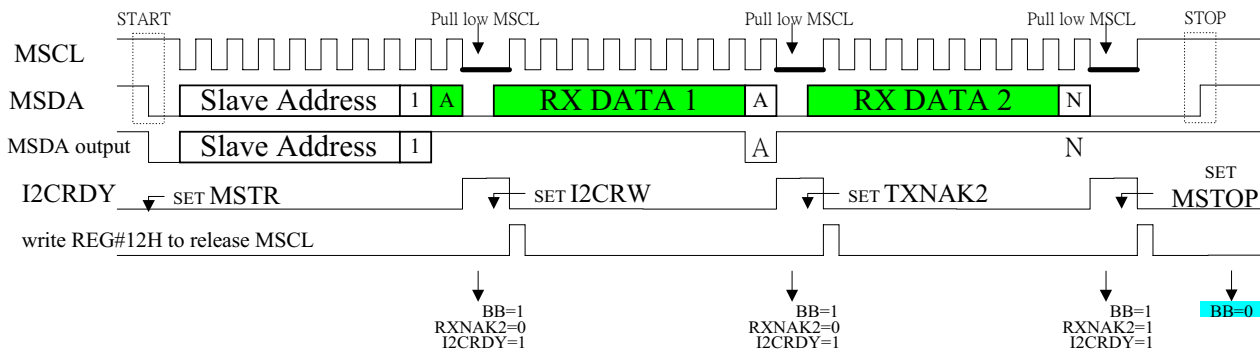 START
Pull low MSCL
Pull low MSCL
Pull low MSCL
STOP
MSCL
MSDA
Slave Address
1
A
RX DATA 1
A
RX DATA 2
N
MSDA output
Slave Address
1
A
N
I2CRDY
SET MSTR
SET I2CRW
SET TXNAK2
SET
MSTOP
write REG#12H to release MSCL
BB=1
RXNAK2=0
I2CRDY=1
BB=1
RXNAK2=0
I2CRDY=1
BB=1
RXNAK2=1
I2CRDY=1
BB=0